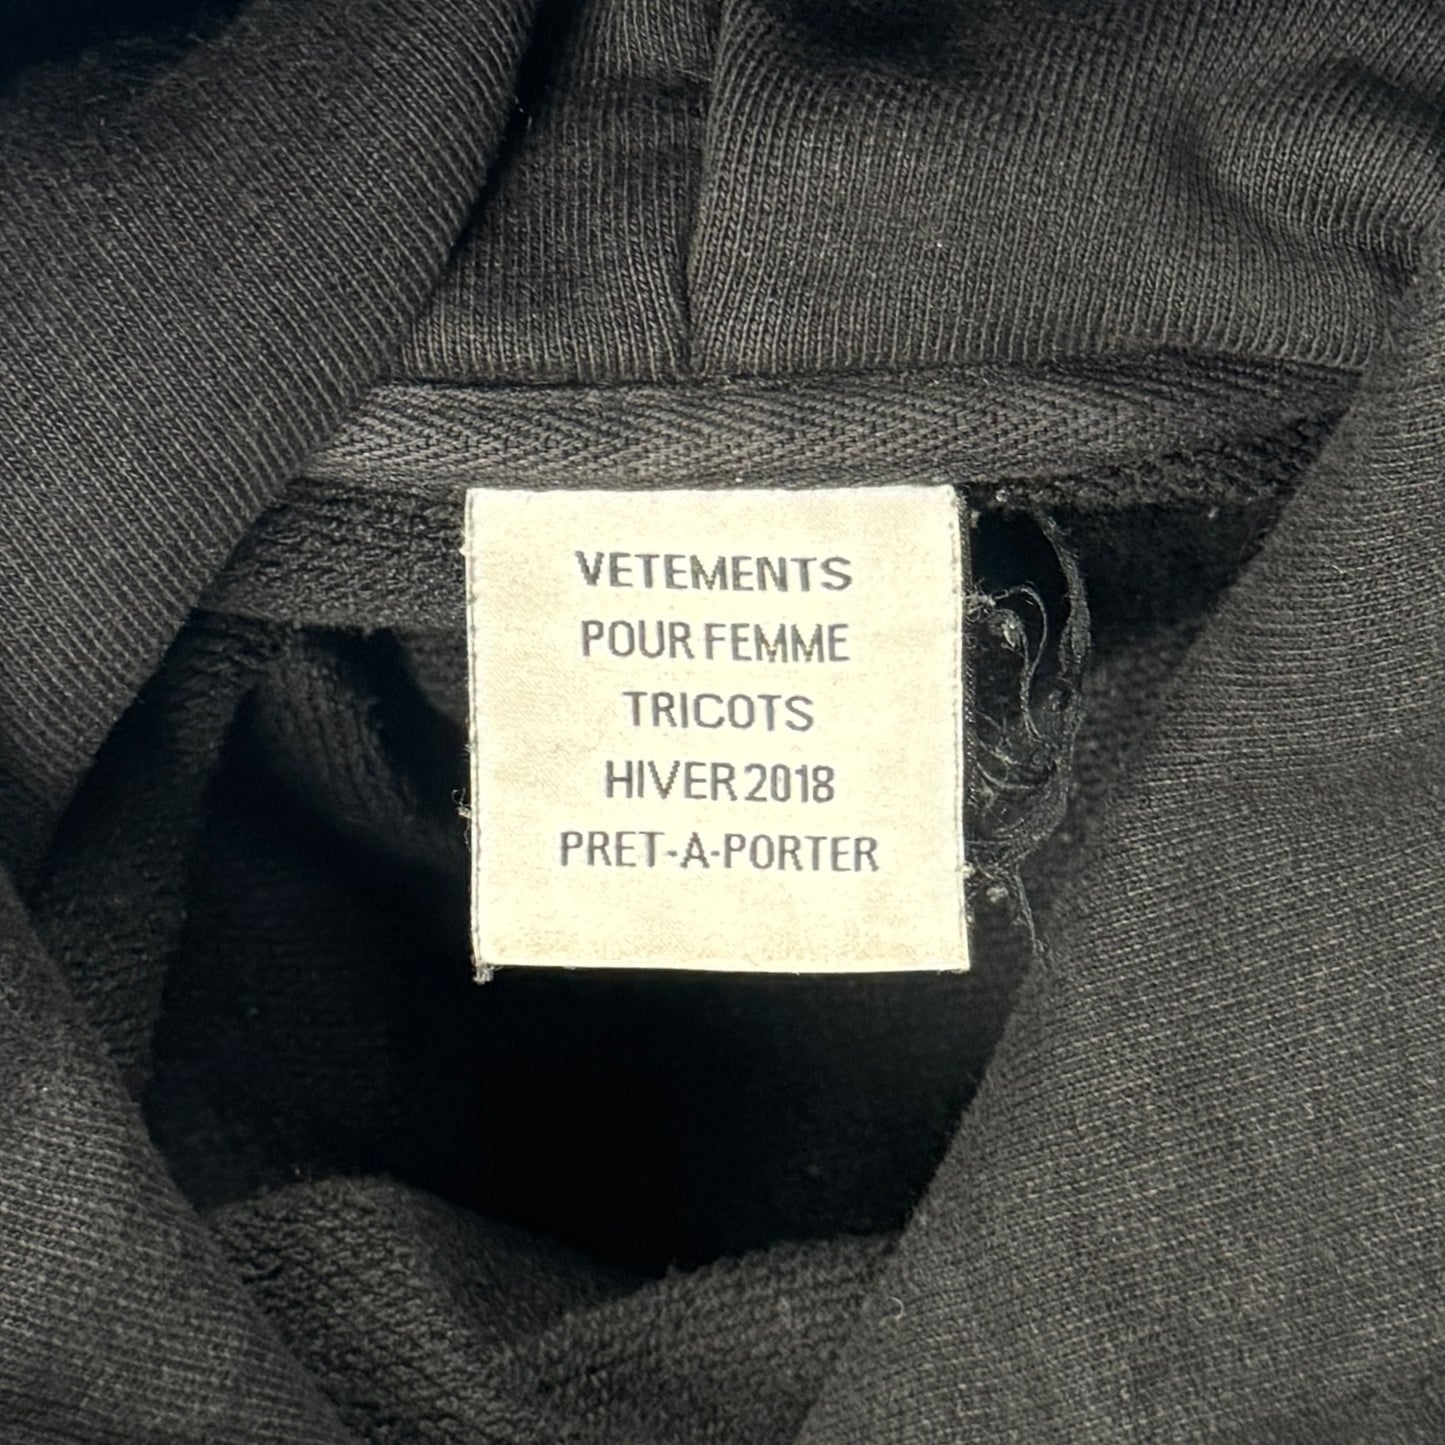 VETEMENTS
POUR FEMME
TRICOTS
HIVER 2018
PRET-A-PORTER